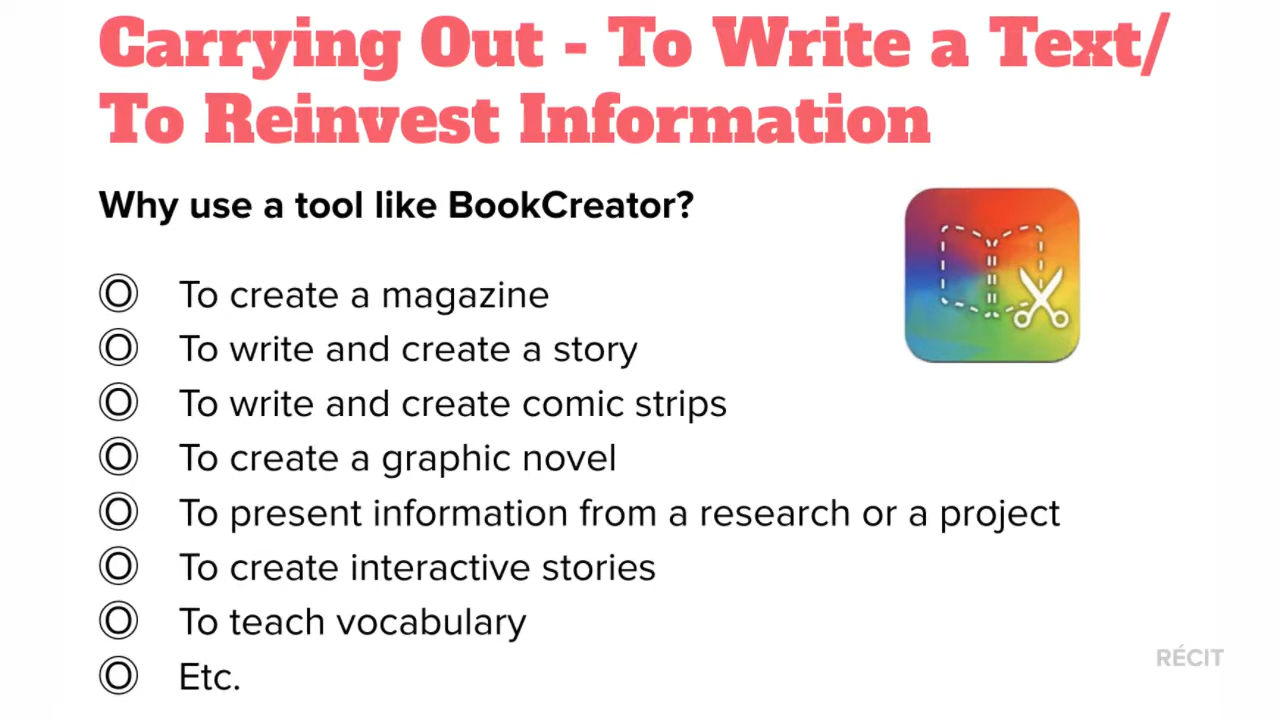 Carrying Out - To Write a Text/
To Reinvest Information
Why use a tool like BookCreator?
Ⓞ To create a magazine
Ⓞ To write and create a story
Ⓞ To write and create comic strips
Ⓞ To create a graphic novel
Ⓞ To present information from a research or a project
Ⓞ To create interactive stories
Ⓞ To teach vocabulary
Ⓞ Etc.
RÉCIT